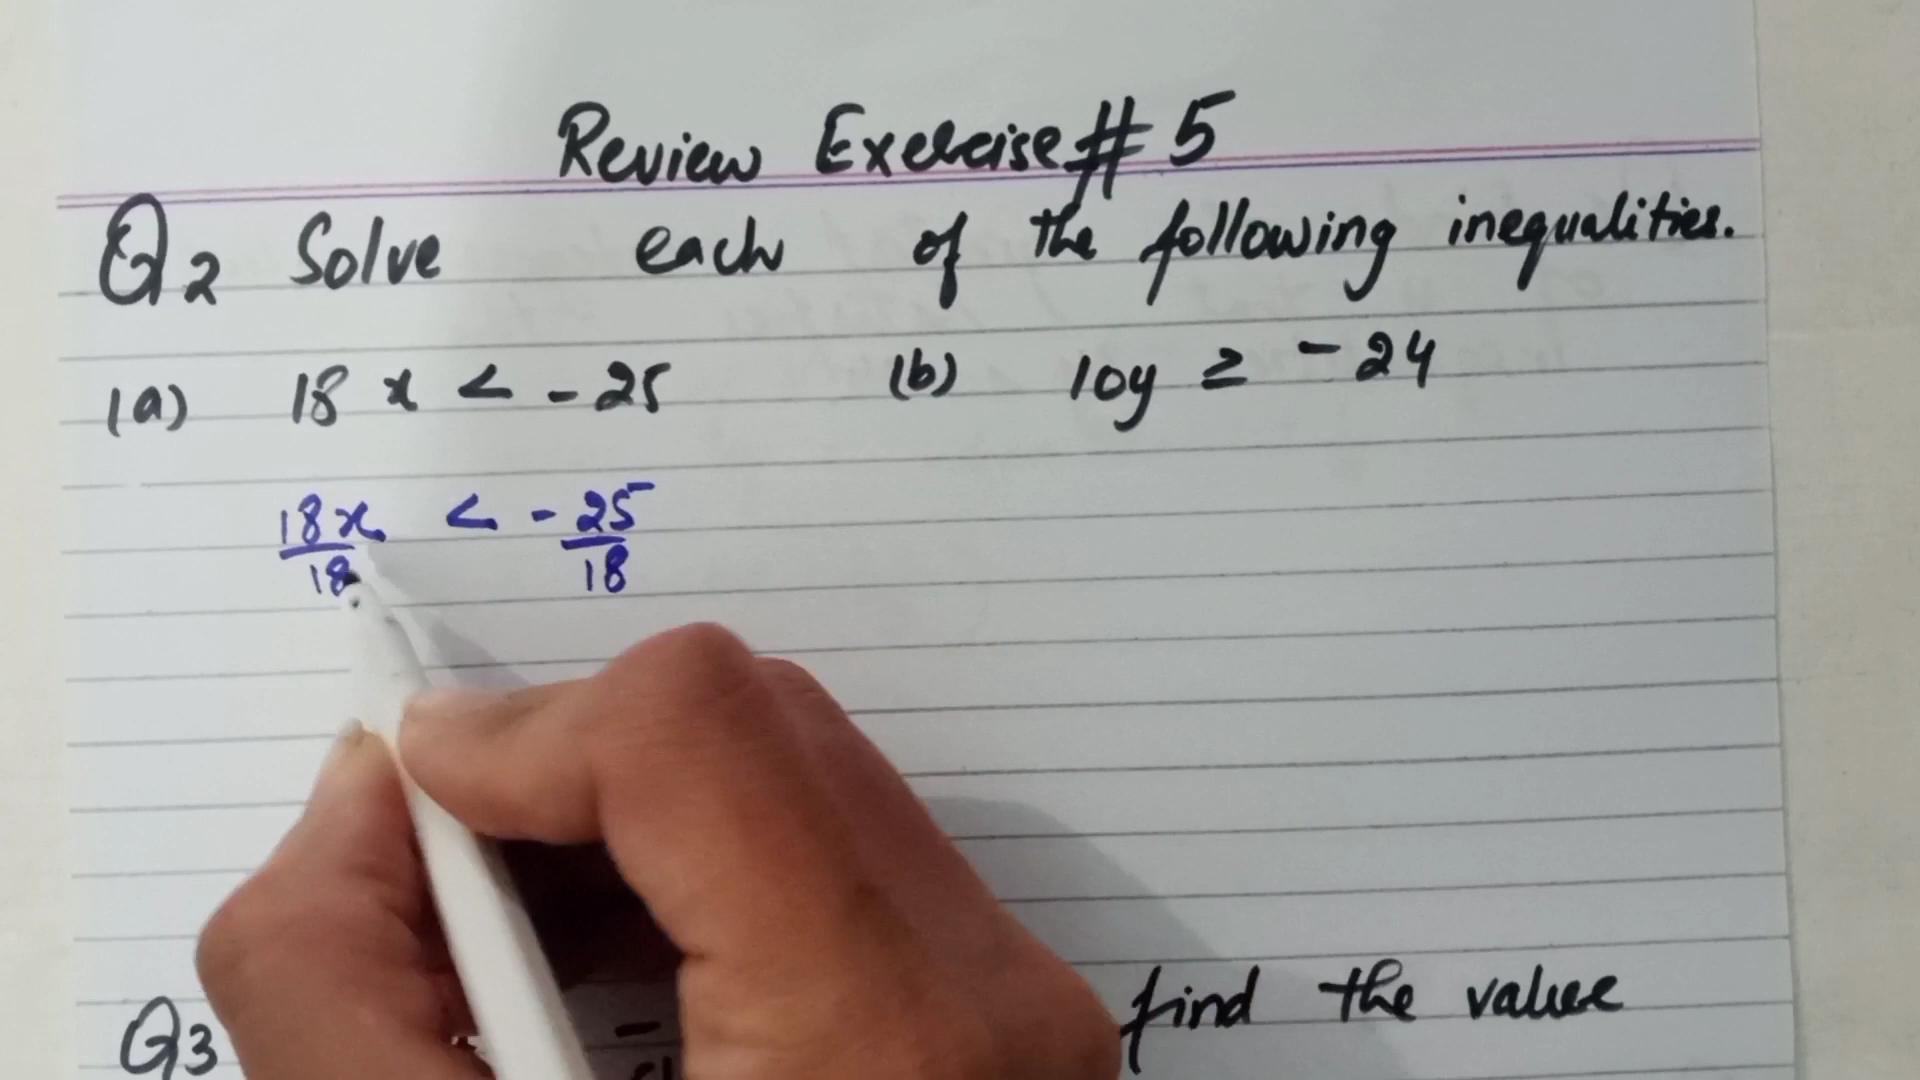 Review Exercise # 5
Q2 Solve each of the following inequalities.
(a) 18x < -25 (b) 10y ≥ -24
18x/18 < -25/18
Q3 find the value